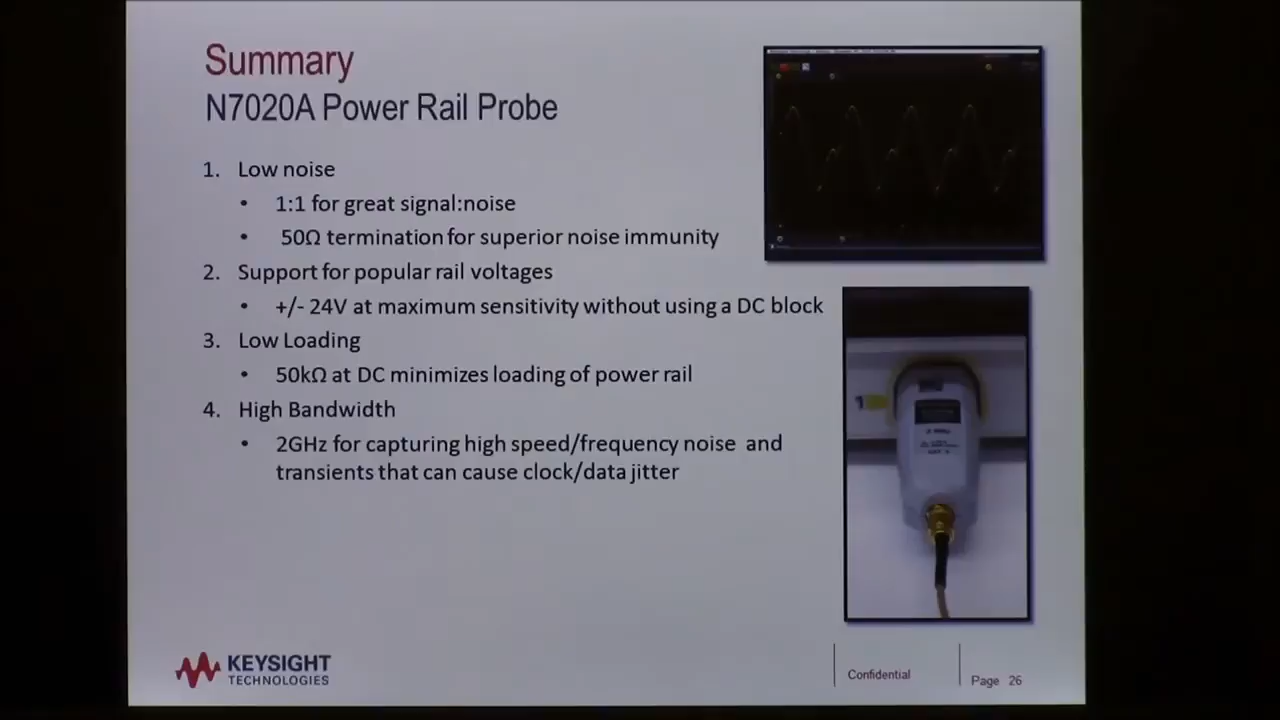 Summary
N7020A Power Rail Probe
1. Low noise
• 1:1 for great signal:noise
• 50Ω termination for superior noise immunity
2. Support for popular rail voltages
• +/- 24V at maximum sensitivity without using a DC block
3. Low Loading
• 50kΩ at DC minimizes loading of power rail
4. High Bandwidth
• 2GHz for capturing high speed/frequency noise and
transients that can cause clock/data jitter
KEYSIGHT
TECHNOLOGIES
Confidential
Page 26